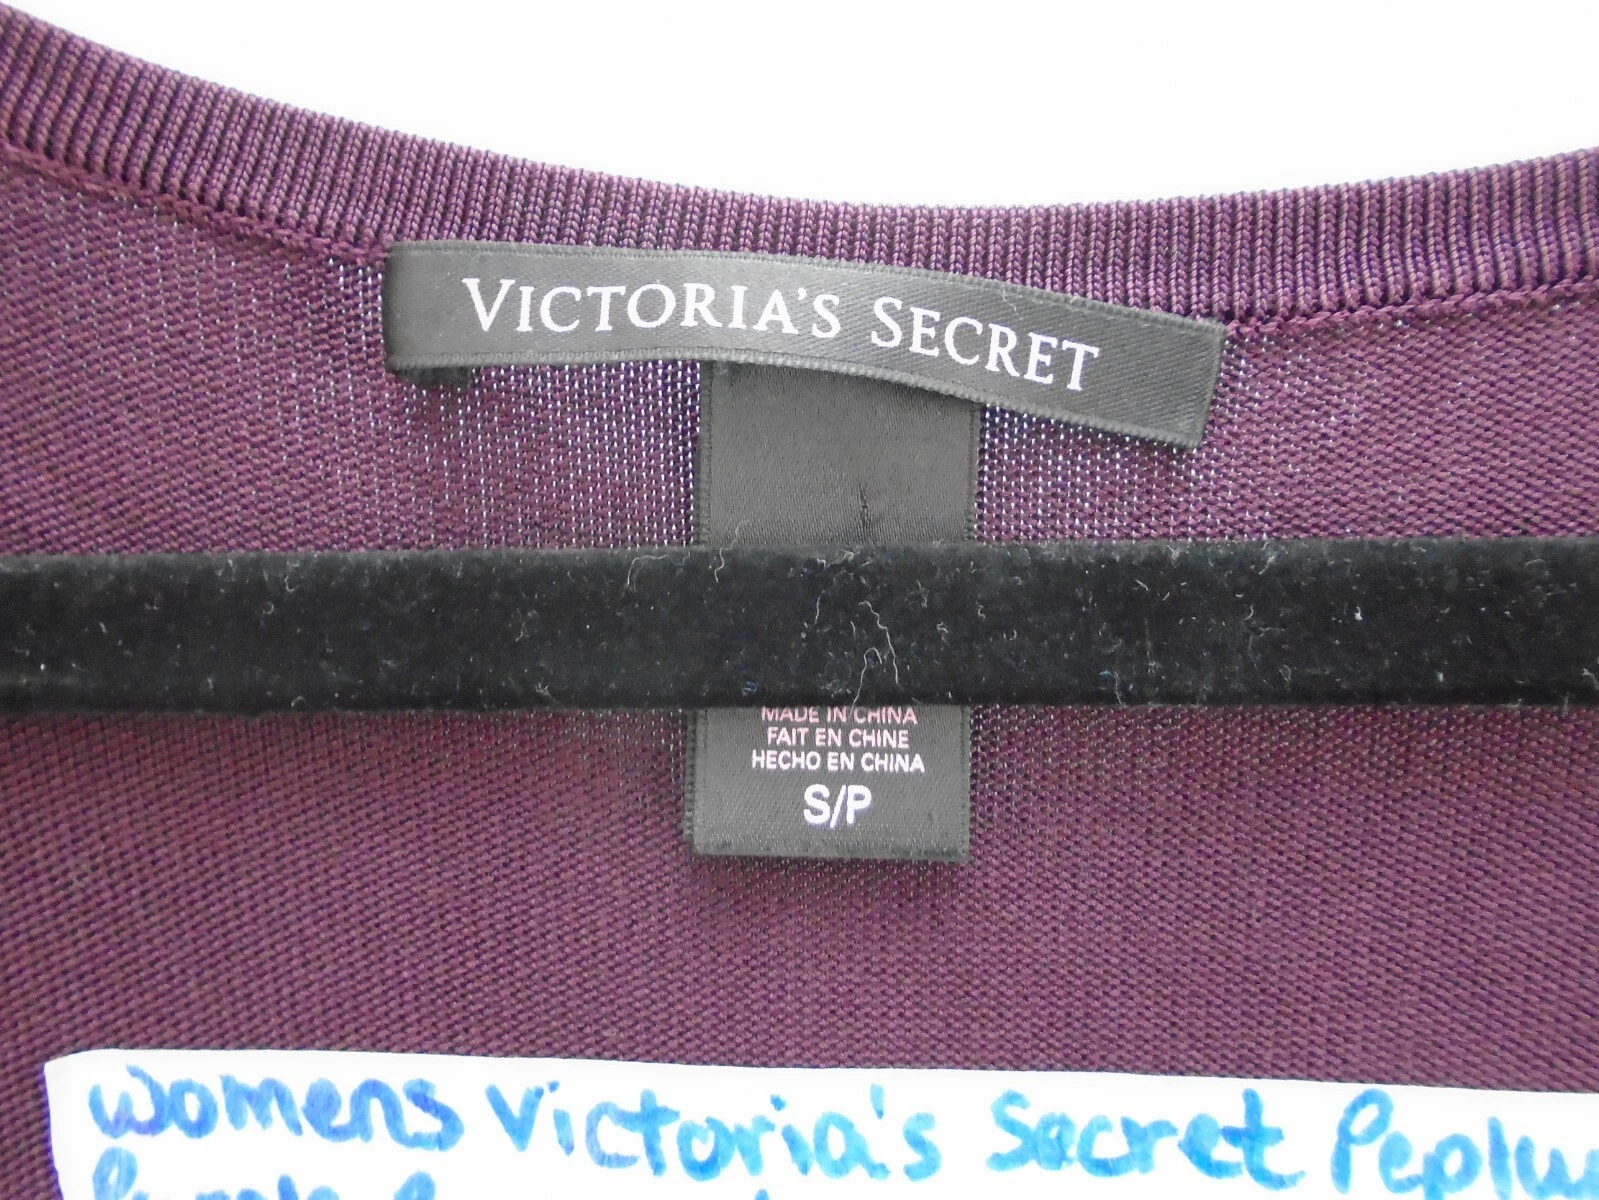 VICTORIA'S SECRET
MADE IN CHINA
FAIT EN CHINE
HECHO EN CHINA
S/P
Womens Victoria's Secret